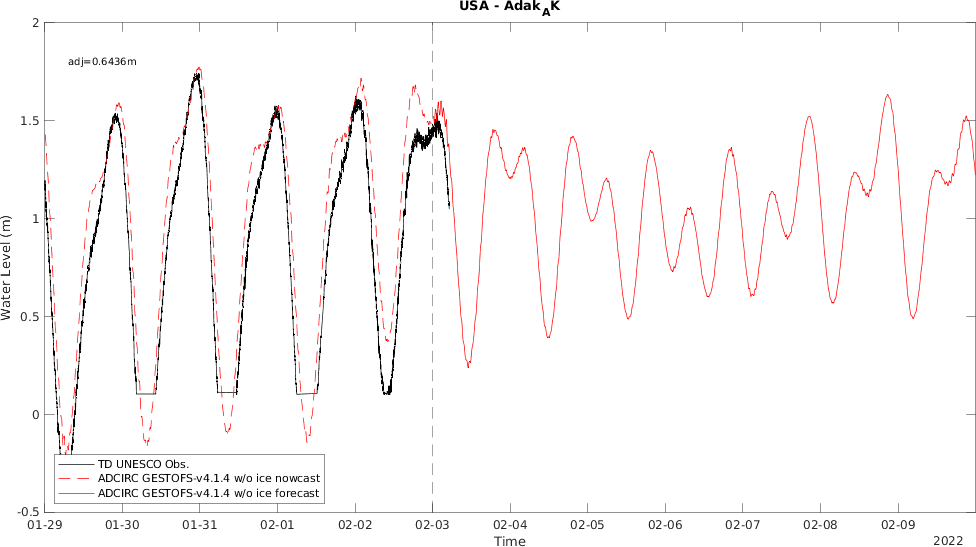 USA - Adak_AK
2
adj=0.6436m
1.5
1
0.5
0
-0.5
Water Level (m)
TD UNESCO Obs.
ADCIRC GESTOFS-v4.1.4 w/o ice nowcast
ADCIRC GESTOFS-v4.1.4 w/o ice forecast
01-29 01-30 01-31 02-01 02-02 02-03 02-04 02-05 02-06 02-07 02-08 02-09
Time
2022